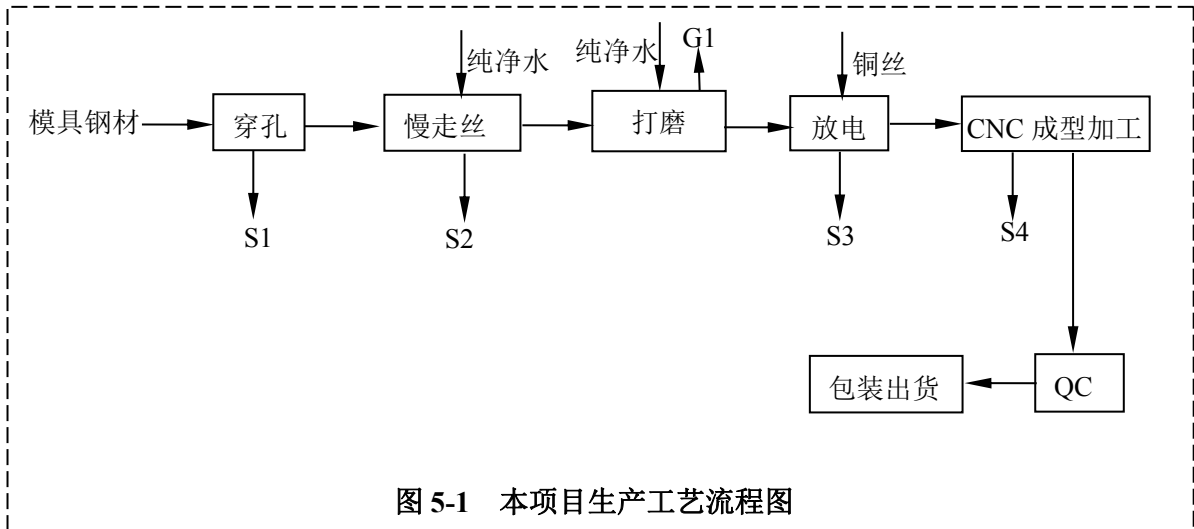 纯净水
纯净水
G1
铜丝
模具钢材
穿孔
慢走丝
打磨
放电
CNC 成型加工
S1
S2
S3
S4
包装出货
QC
图 5-1 本项目生产工艺流程图